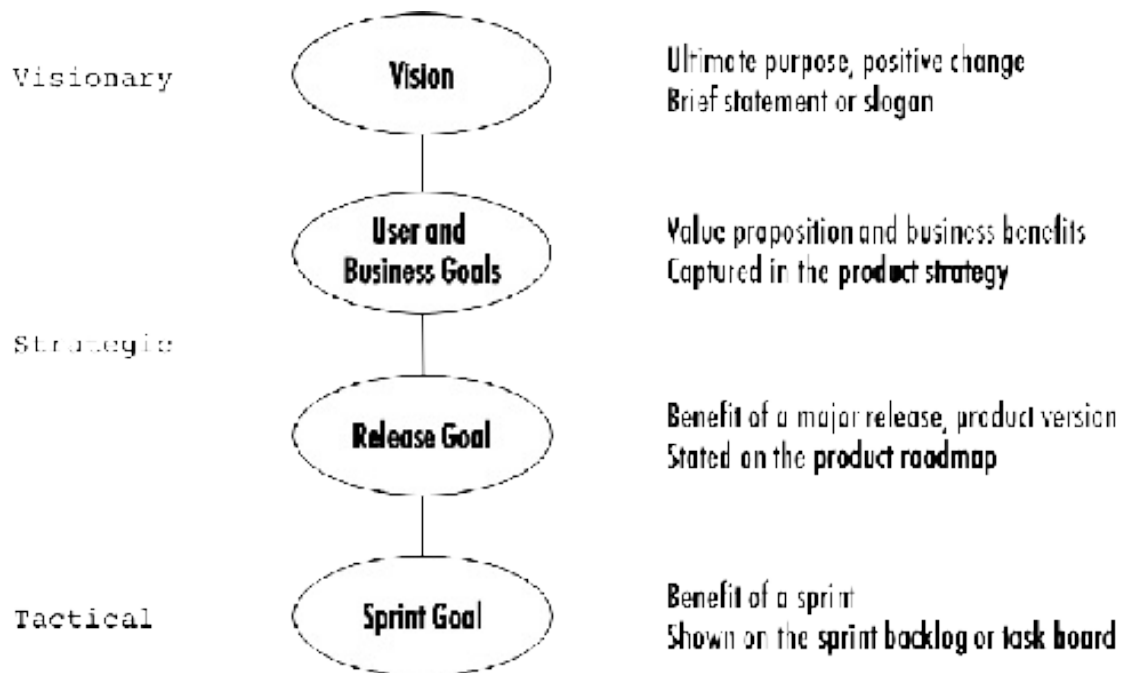 Visionary
Vision
Ultimate purpose, positive change
Brief statement or slogan
User and
Business Goals
Value proposition and business benefits
Captured in the product strategy
Strategic
Release Goal
Benefit of a major release, product version
Stated on the product roadmap
Tactical
Sprint Goal
Benefit of a sprint
Shown on the sprint backlog or task board